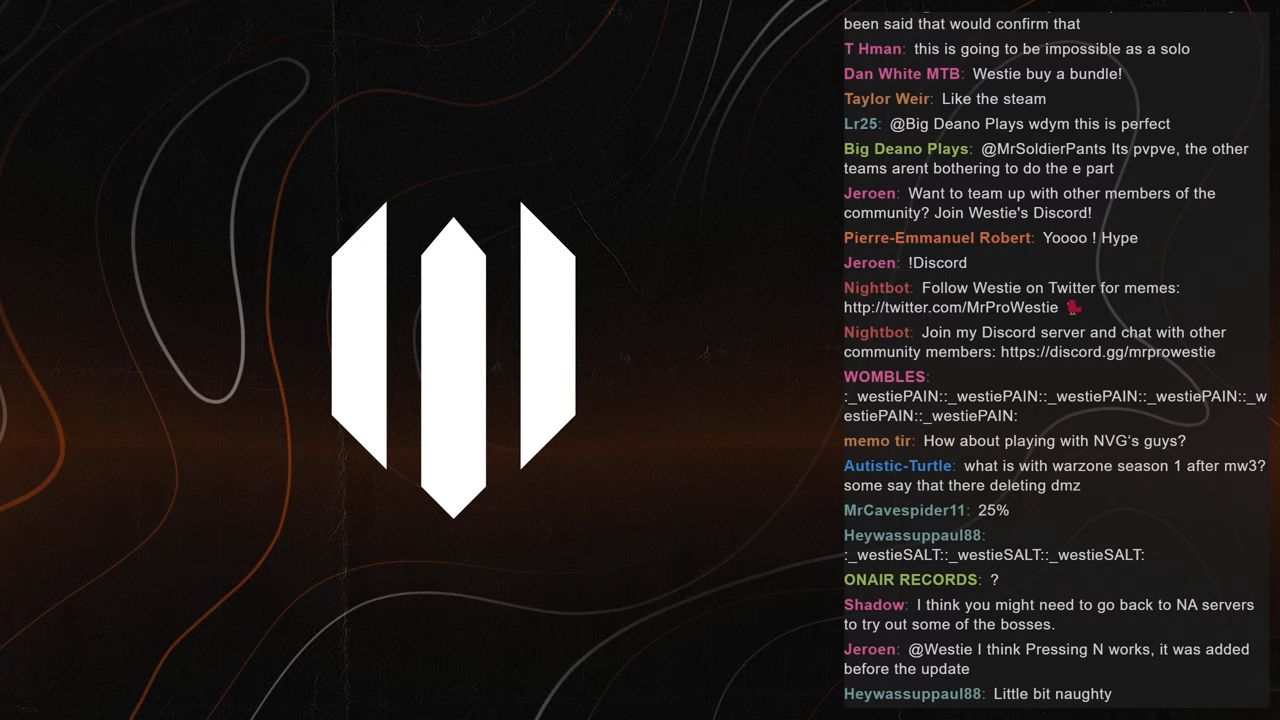 been said that would confirm that
T Hman: this is going to be impossible as a solo
Dan White MTB: Westie buy a bundle!
Taylor Weir: Like the steam
Lr25: @Big Deano Plays wdym this is perfect
Big Deano Plays: @MrSoldierPants Its pvpve, the other
teams arent bothering to do the e part
Jeroen: Want to team up with other members of the
community? Join Westie's Discord!
Pierre-Emmanuel Robert: Yoooo ! Hype
Jeroen: !Discord
Nightbot: Follow Westie on Twitter for memes:
http://twitter.com/MrProWestie
Nightbot: Join my Discord server and chat with other
community members: https://discord.gg/mrprowestie
WOMBLES:
:_westiePAIN::_westiePAIN::_westiePAIN::_westiePAIN::_w
estiePAIN::_westiePAIN:
memo tir: How about playing with NVG's guys?
Autistic-Turtle: what is with warzone season 1 after mw3?
some say that there deleting dmz
MrCavespider11: 25%
Heywassuppaul88:
:_westieSALT::_westieSALT::_westieSALT:
ONAIR RECORDS: ?
Shadow: I think you might need to go back to NA servers
to try out some of the bosses.
Jeroen: @Westie I think Pressing N works, it was added
before the update
Heywassuppaul88: Little bit naughty